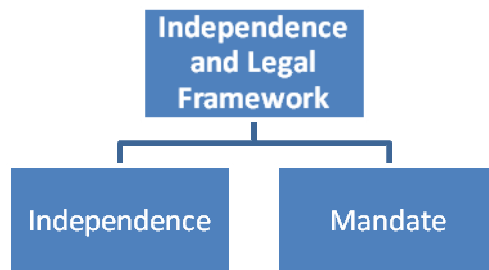 Independence
and Legal
Framework
Independence
Mandate